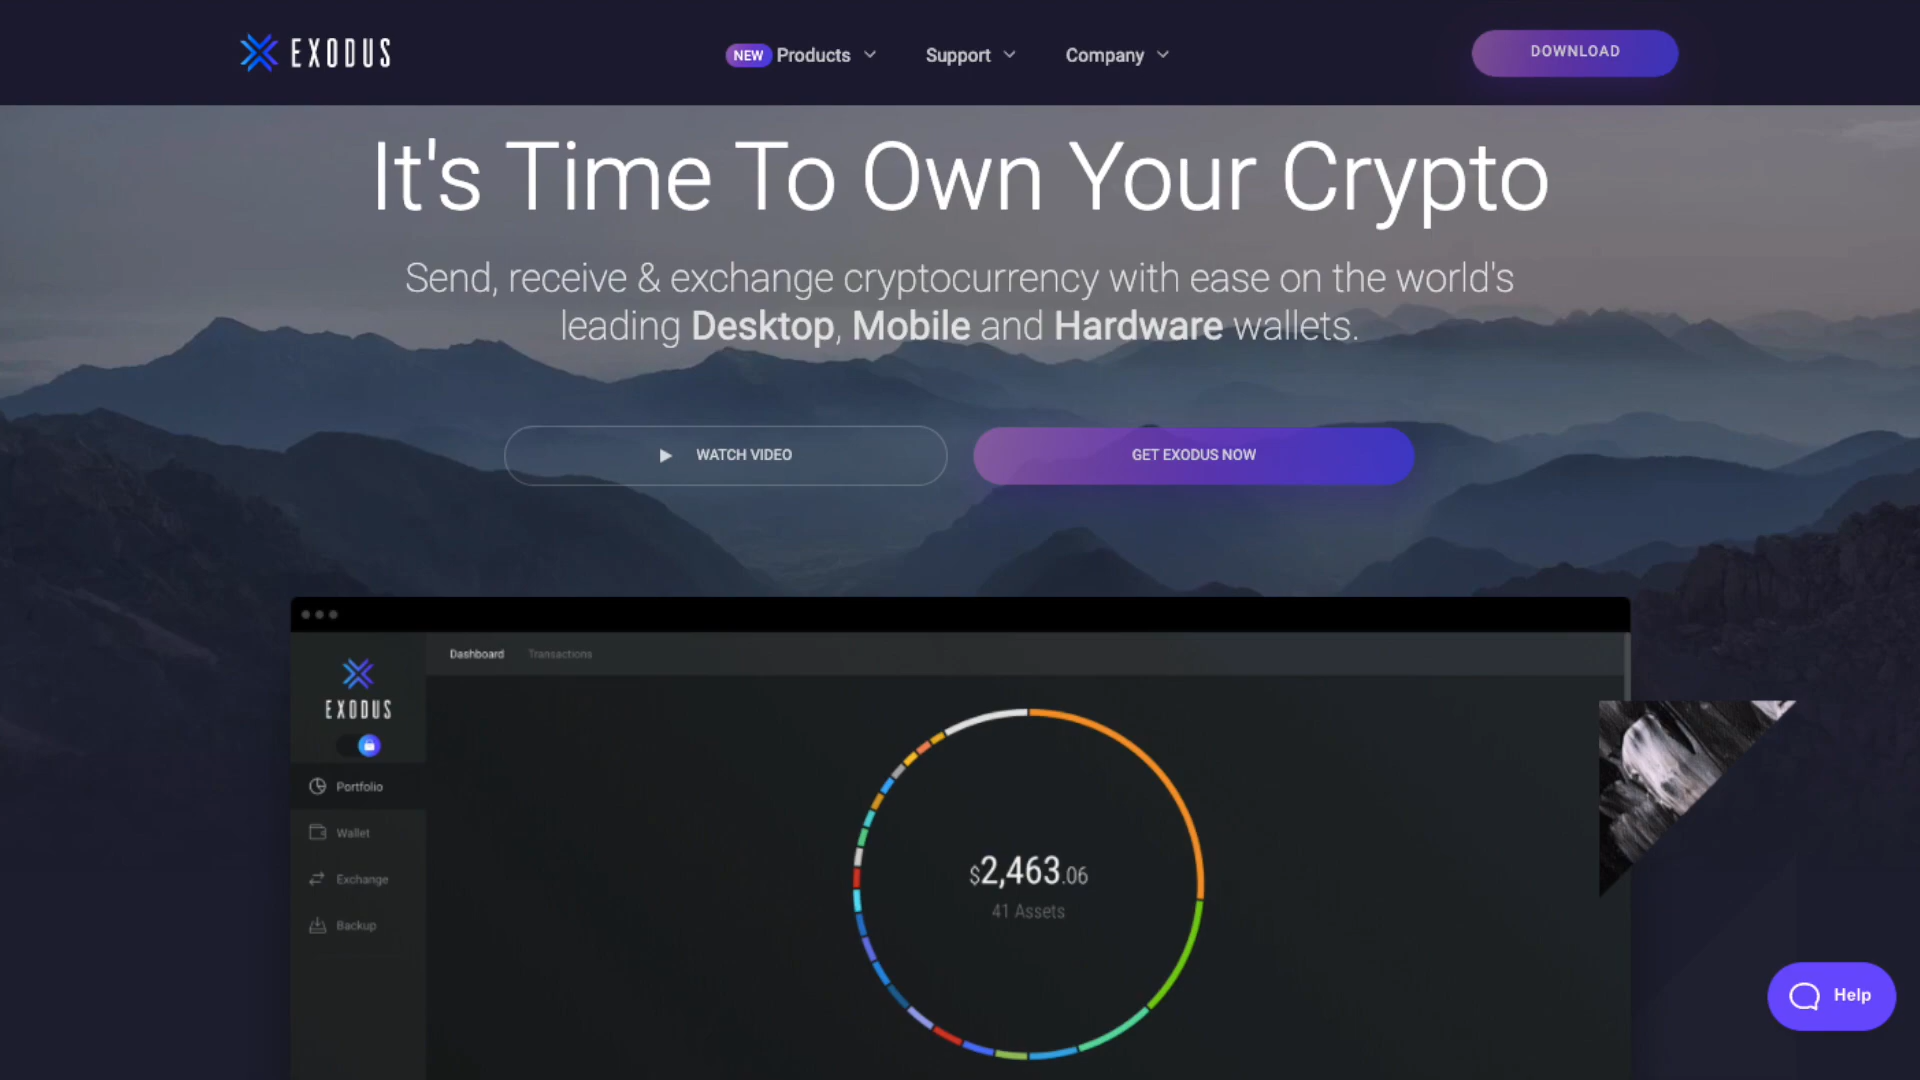 EXODUS
NEW Products
Support
Company
DOWNLOAD
It's Time To Own Your Crypto
Send, receive & exchange cryptocurrency with ease on the world's
leading Desktop, Mobile and Hardware wallets.
WATCH VIDEO
GET EXODUS NOW
Dashboard
Transactions
EXODUS
Portfolio
Wallet
Exchange
Backup
$2,463.06
41 Assets
Help